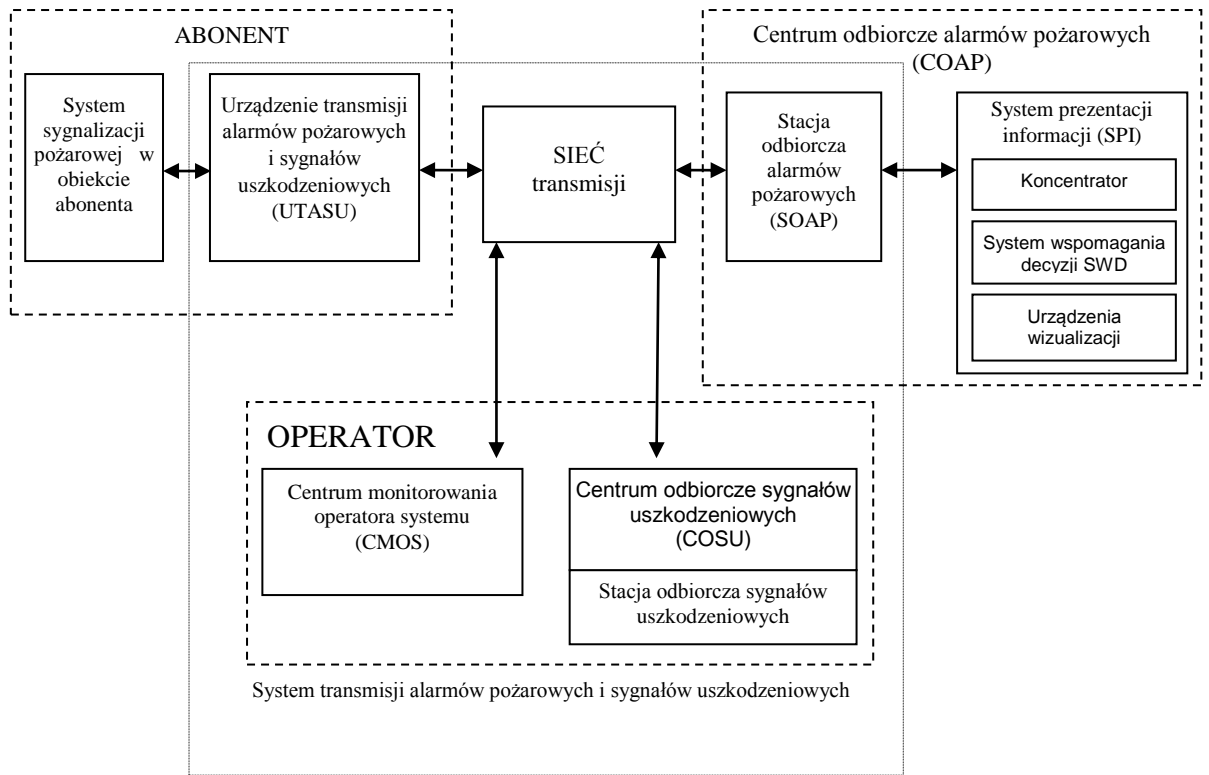 ABONENT
System
sygnalizacji
pożarowej w
obiekcie
abonenta
Urządzenie transmisji
alarmów pożarowych
i sygnałów
uszkodzeniowych
(UTASU)
SIEĆ
transmisji
Centrum odbiorcze alarmów pożarowych
(COAP)
Stacja
odbiorcza
alarmów
pożarowych
(SOAP)
System prezentacji
informacji (SPI)
Koncentrator
System wspomagania
decyzji SWD
Urządzenia
wizualizacji
OPERATOR
Centrum monitorowania
operatora systemu
(CMOS)
Centrum odbiorcze sygnałów
uszkodzeniowych
(COSU)
Stacja odbiorcza sygnałów
uszkodzeniowych
System transmisji alarmów pożarowych i sygnałów uszkodzeniowych